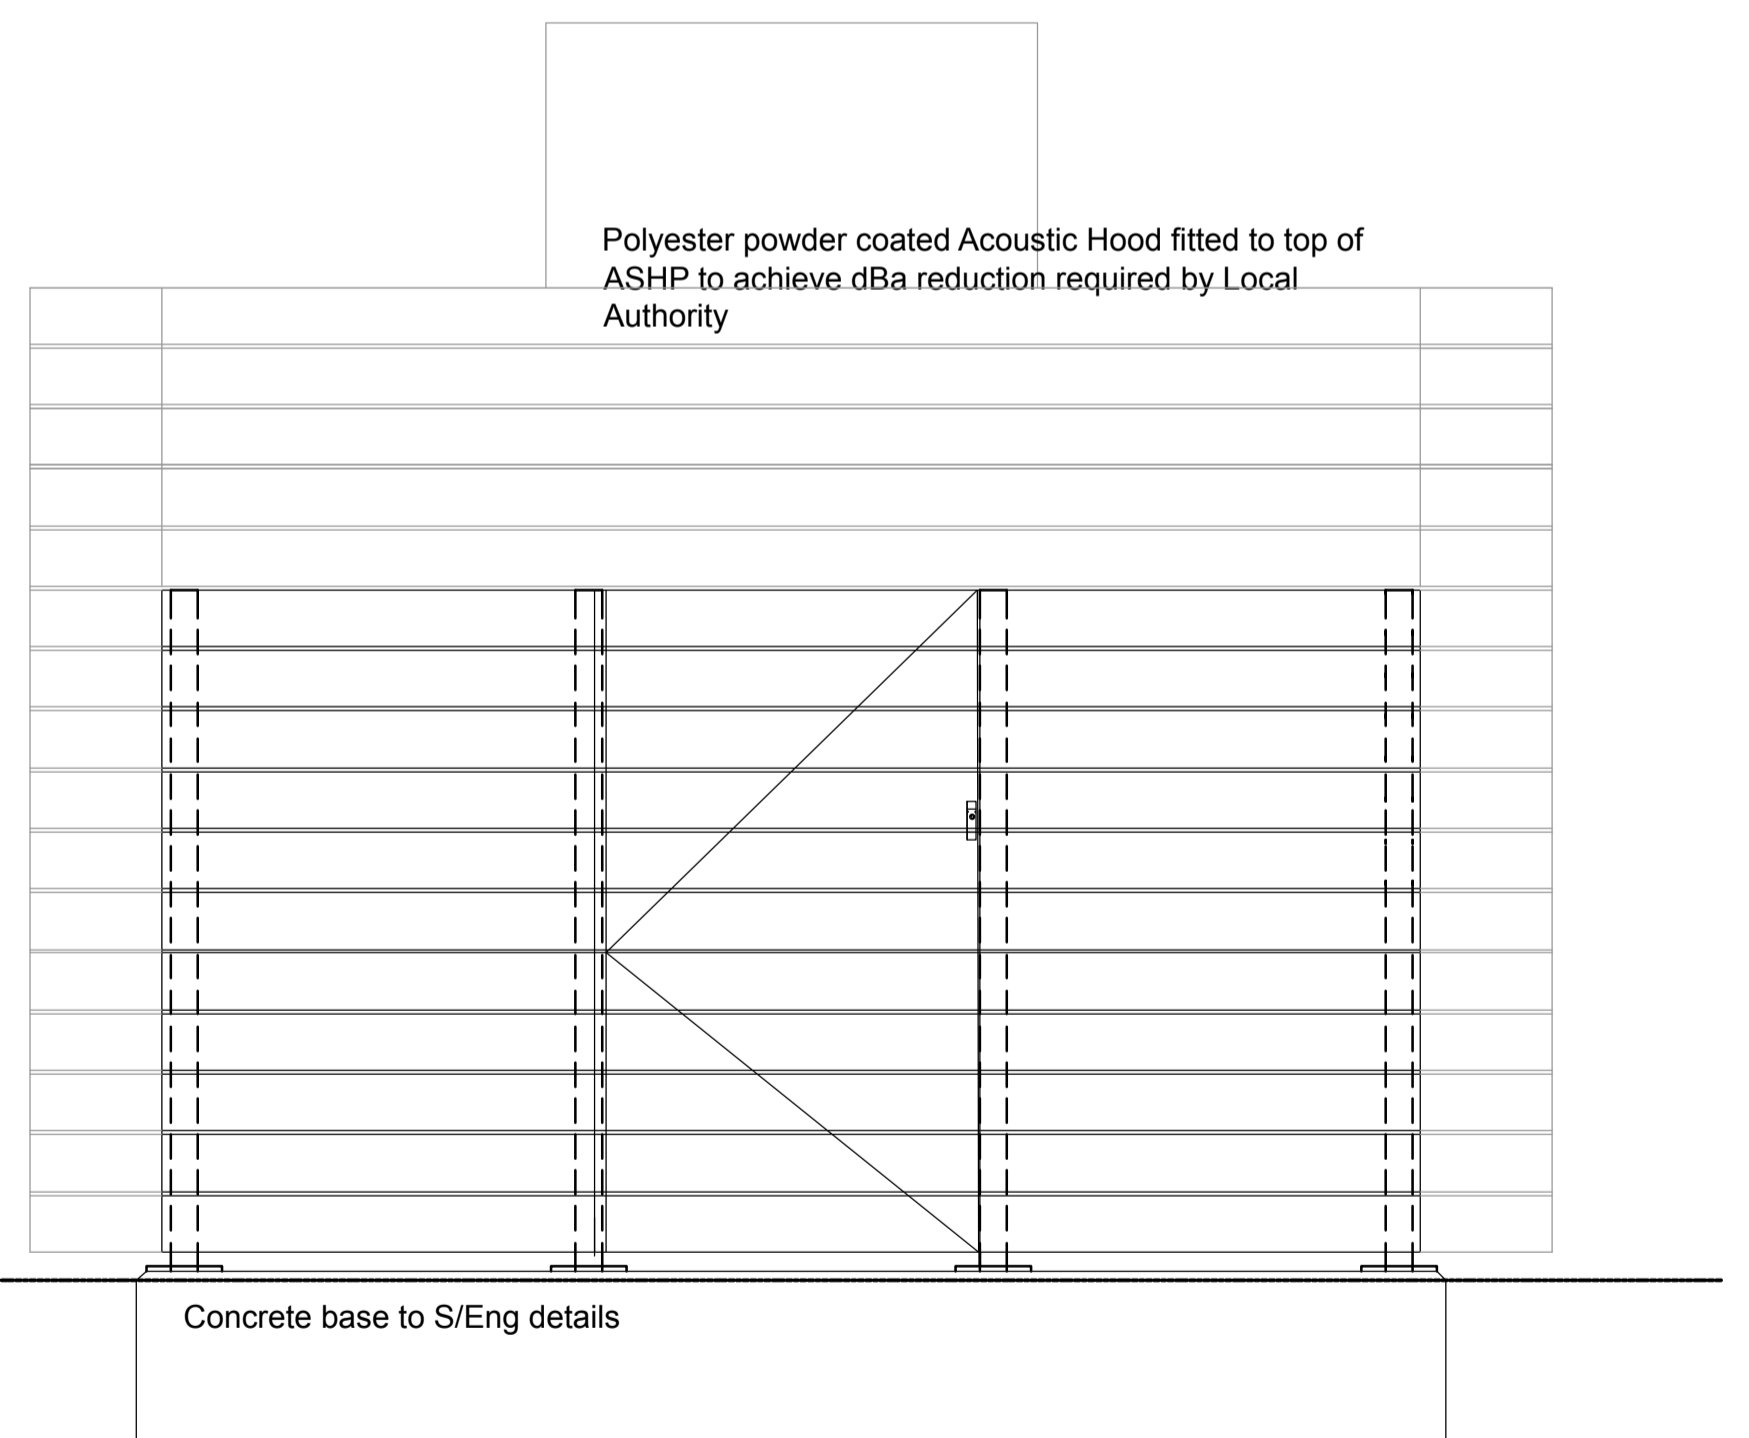 Polyester powder coated Acoustic Hood fitted to top of
ASHP to achieve dBa reduction required by Local
Authority
Concrete base to S/Eng details